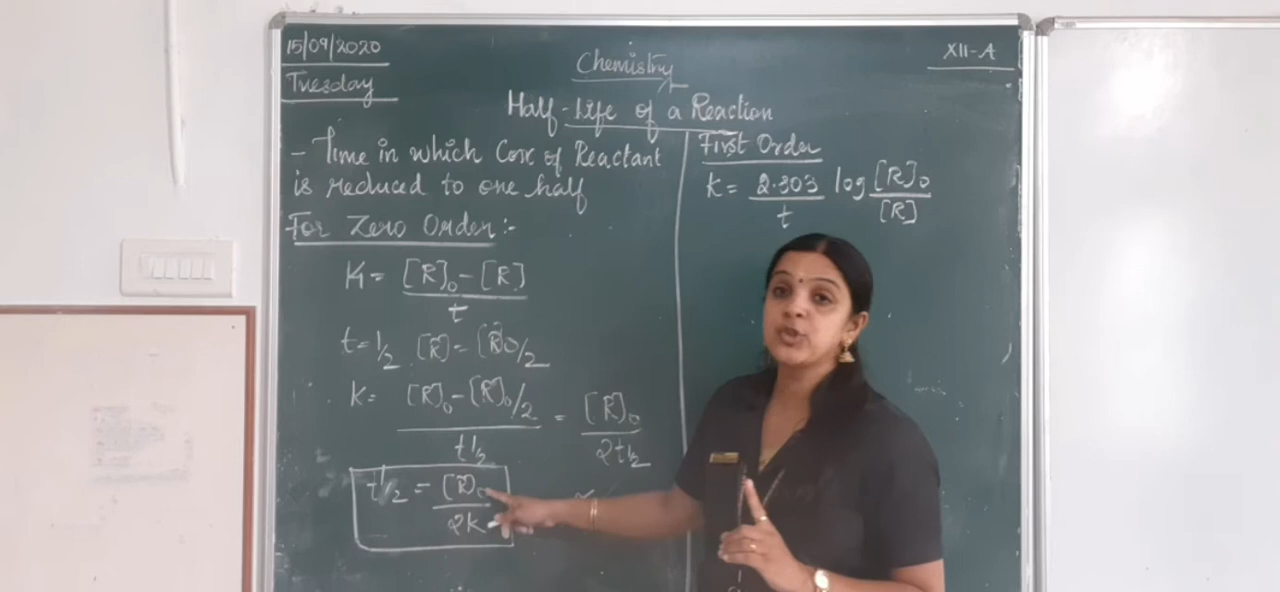 15/09/2020
Tuesday
Chemistry
XII-A
Half-Life of a Reaction
- Time in which Conc of Reactant
is reduced to one half
For Zero Order:-
K = [R]₀ - [R] / t
t = 1/2 [R] = [R]0/2
K = [R]₀ - [R]₀/2 / t1/2 = [R]₀ / 2t1/2
t1/2 = [R]₀ / 2K
First Order
K = 2.303 / t log [R]₀ / [R]